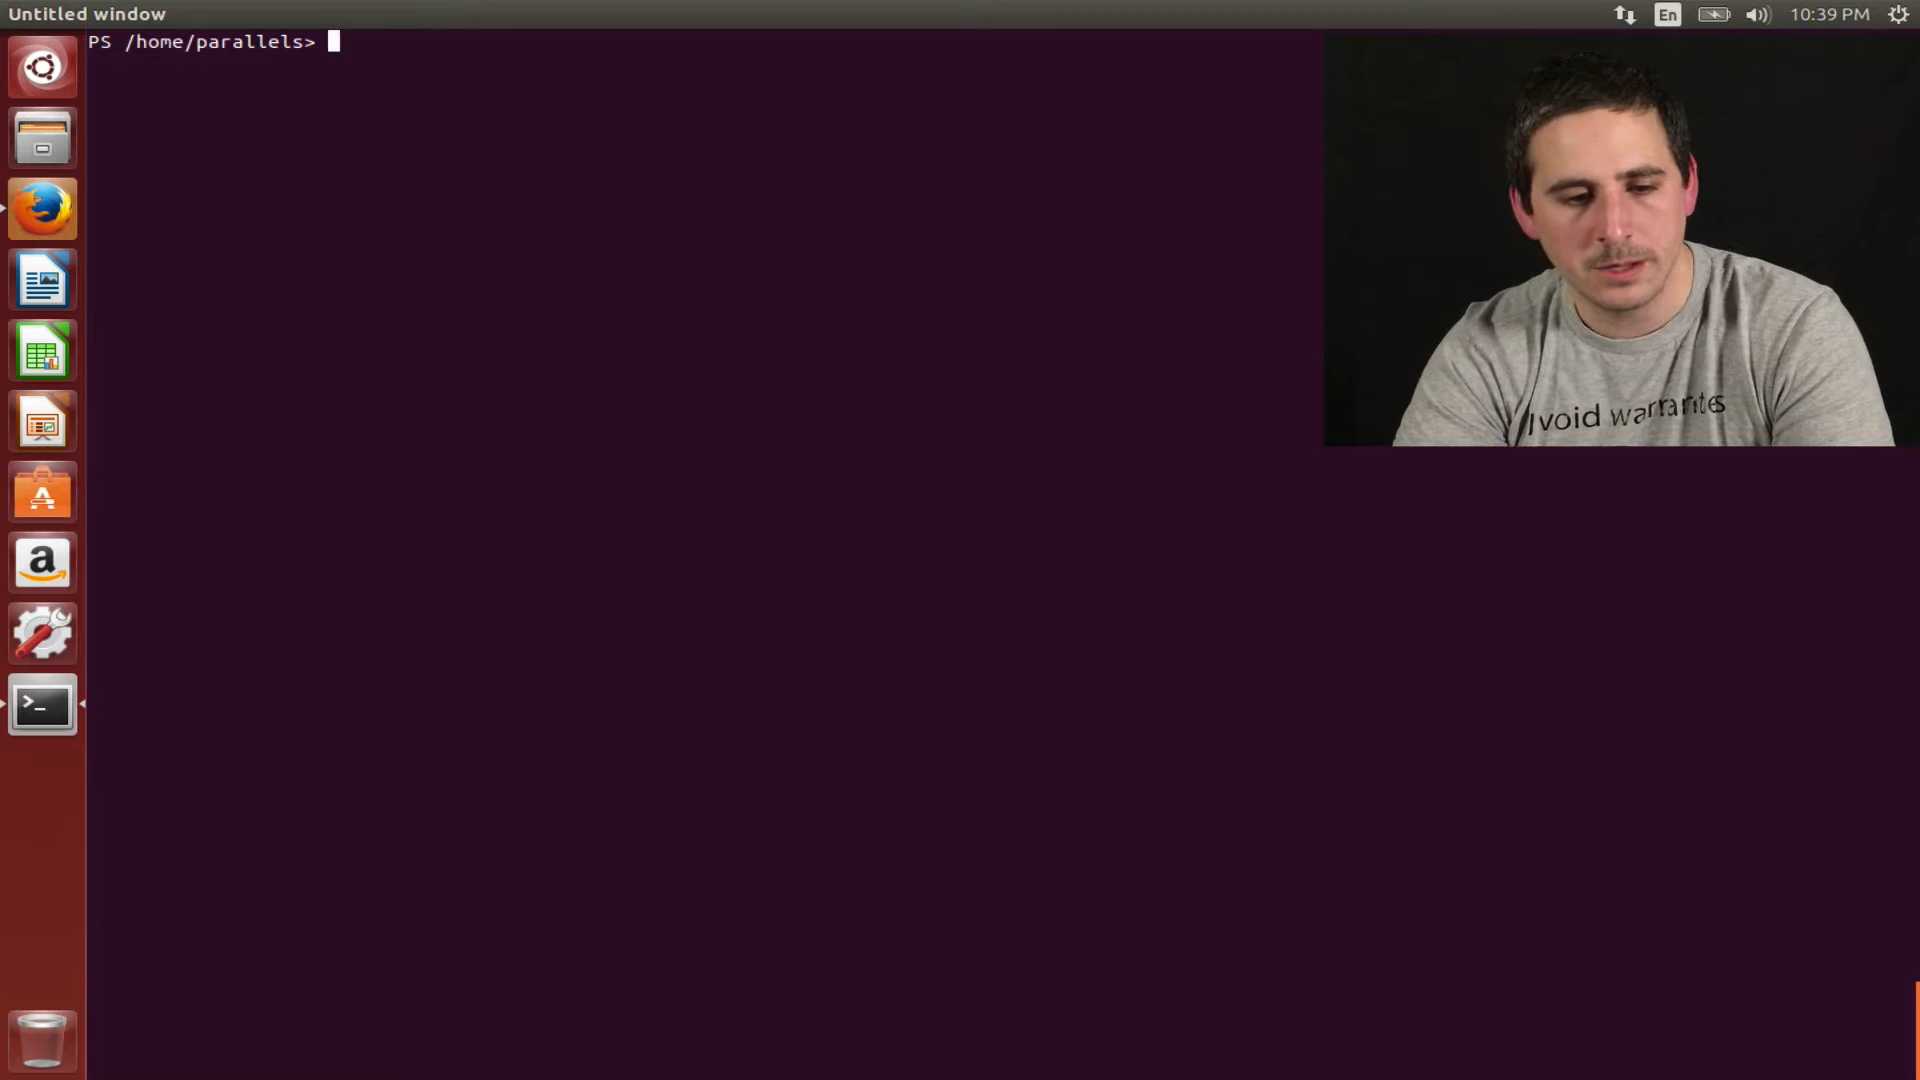 Untitled window
En
10:39 PM
PS /home/parallels>
I void warranties